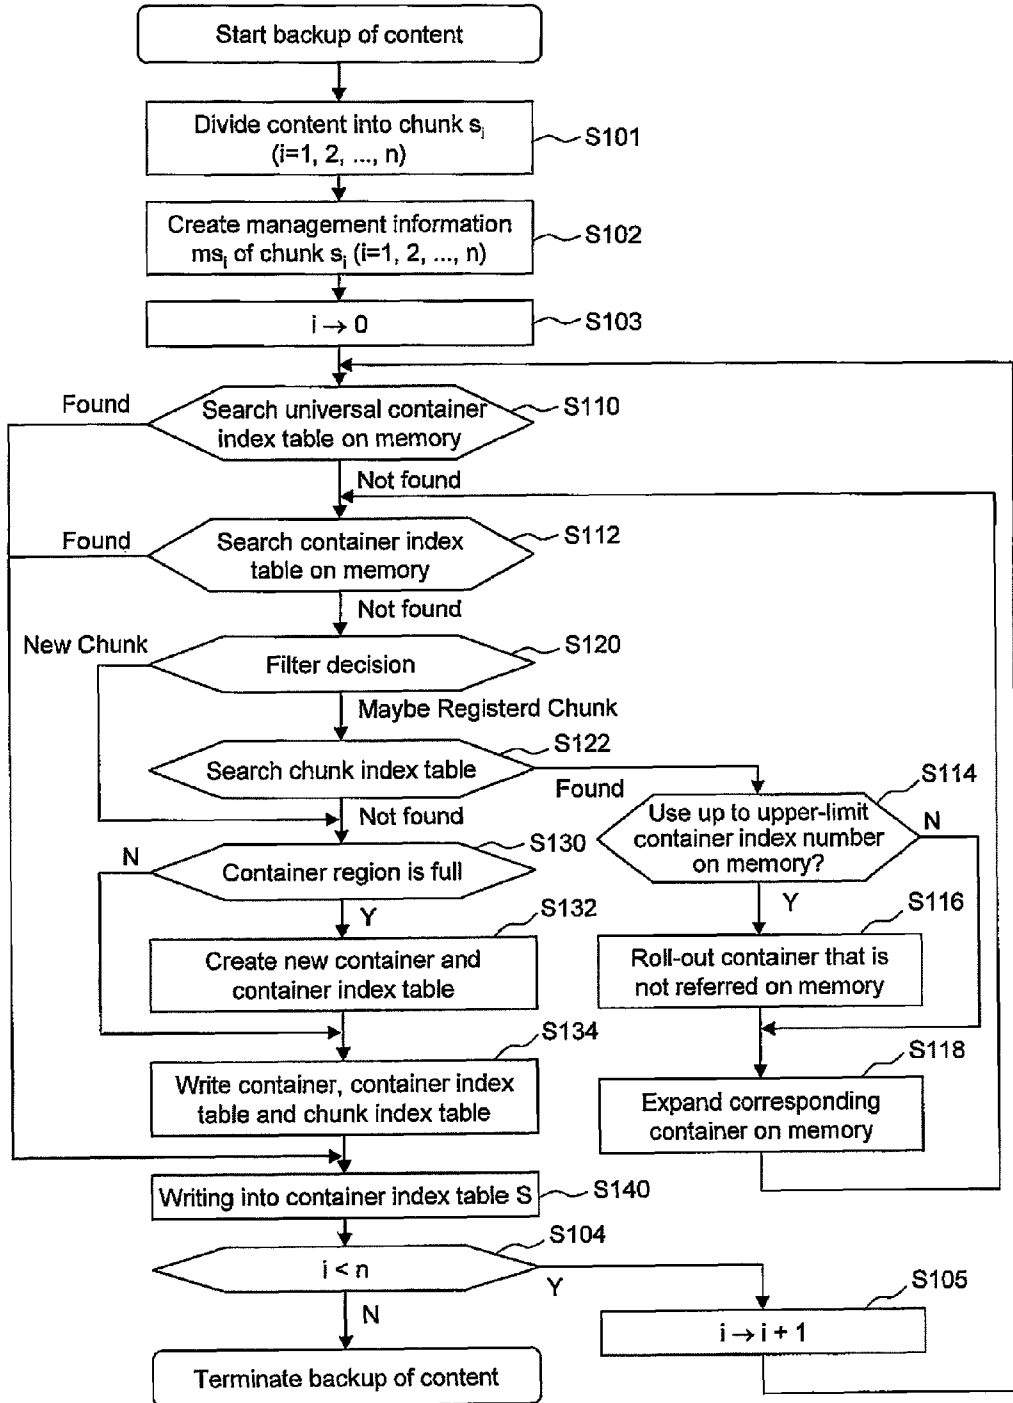 Start backup of content
Divide content into chunk si
(i=1, 2, ..., n)
S101
Create management information
msi of chunk si (i=1, 2, ..., n)
S102
i → 0
S103
Found
Search universal container
index table on memory
S110
Not found
Found
Search container index
table on memory
S112
Not found
New Chunk
Filter decision
S120
Maybe Registerd Chunk
Search chunk index table
S122
Found
Not found
Use up to upper-limit
container index number
on memory?
S114
N
Y
N
Container region is full
S130
Y
Roll-out container that is
not referred on memory
S116
Create new container and
container index table
S132
Write container, container index
table and chunk index table
S134
Expand corresponding
container on memory
S118
Writing into container index table S
S140
i < n
S104
Y
N
i → i + 1
S105
Terminate backup of content